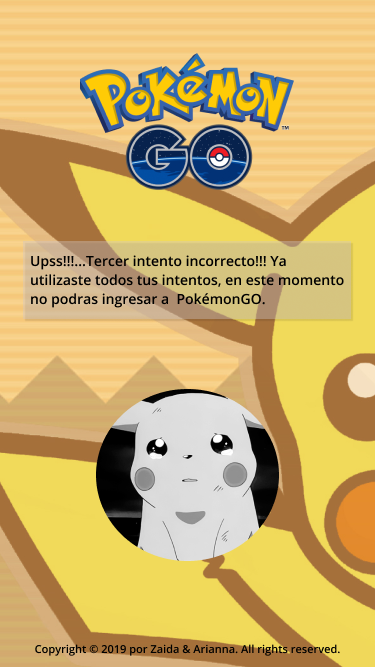 POKéMON
GO
TM
Upss!!!...Tercer intento incorrecto!!! Ya
utilizaste todos tus intentos, en este momento
no podras ingresar a  PokémonGO.
Copyright © 2019 por Zaida & Arianna. All rights reserved.